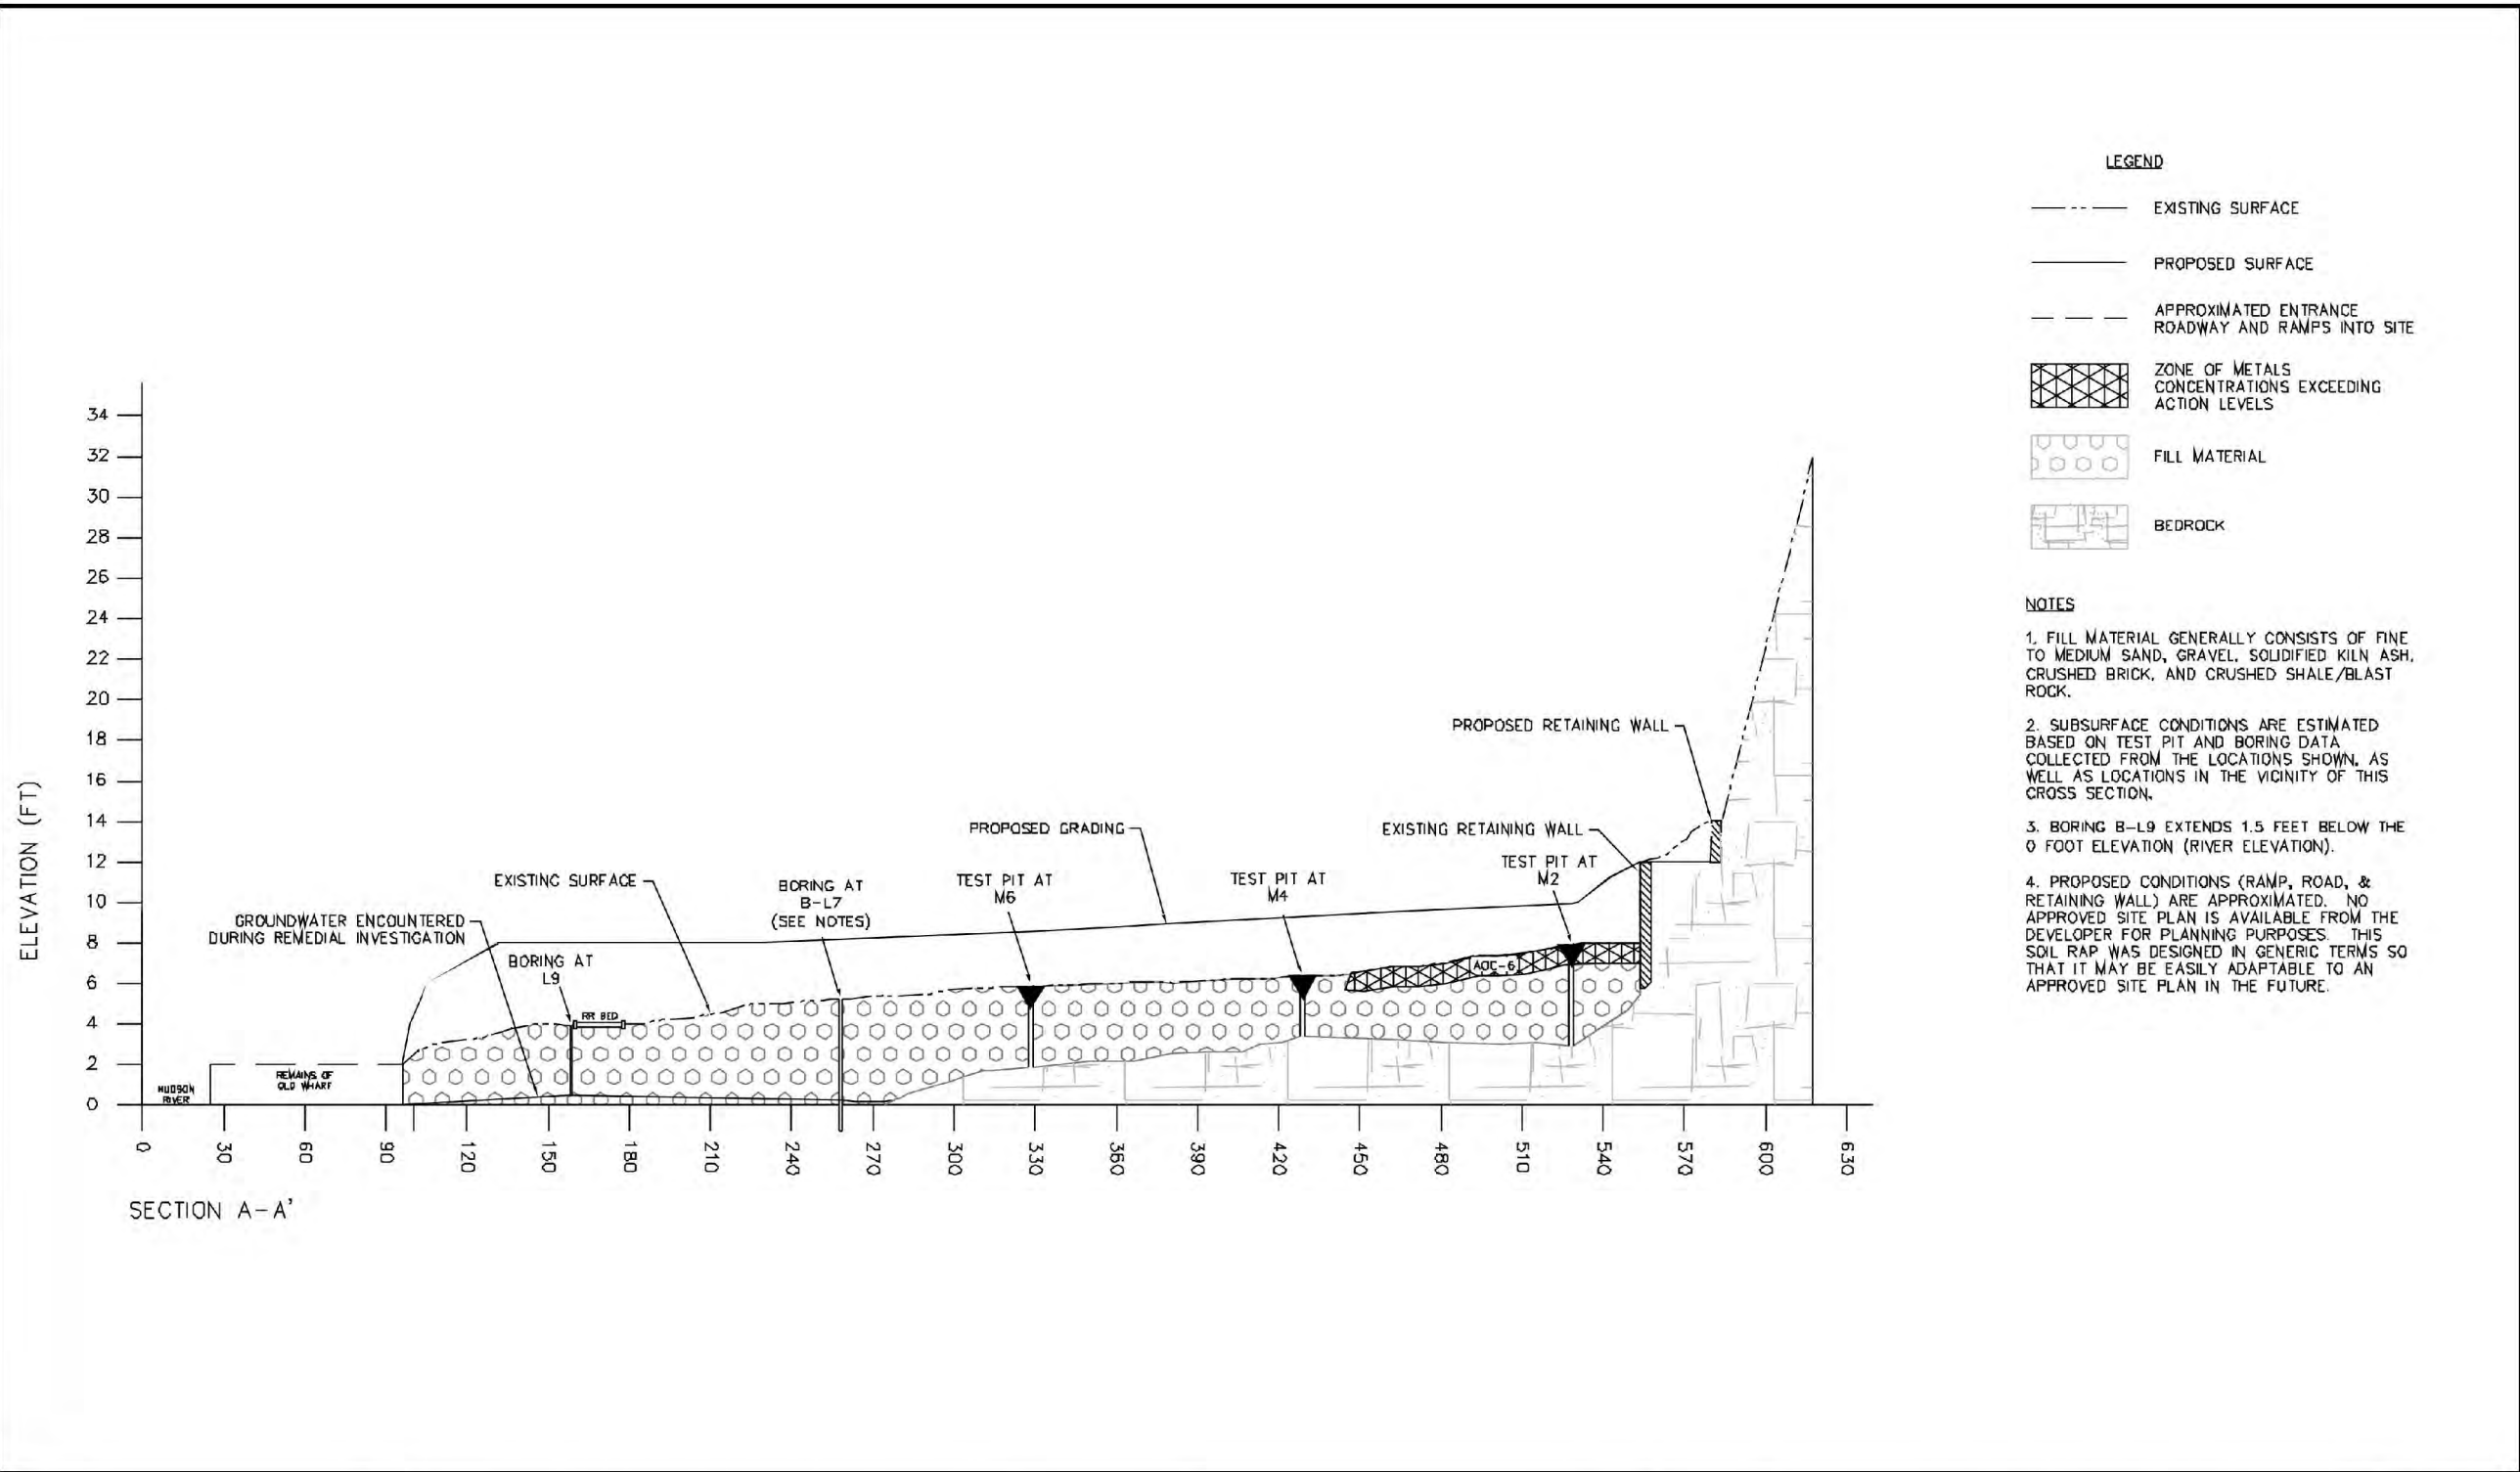 LEGEND
EXISTING SURFACE
PROPOSED SURFACE
APPROXIMATED ENTRANCE
ROADWAY AND RAMPS INTO SITE
ZONE OF METALS
CONCENTRATIONS EXCEEDING
ACTION LEVELS
FILL MATERIAL
BEDROCK
NOTES
1. FILL MATERIAL GENERALLY CONSISTS OF FINE
TO MEDIUM SAND, GRAVEL, SOLIDIFIED KILN ASH,
CRUSHED BRICK, AND CRUSHED SHALE/BLAST
ROCK.
2. SUBSURFACE CONDITIONS ARE ESTIMATED
BASED ON TEST PIT AND BORING DATA
COLLECTED FROM THE LOCATIONS SHOWN, AS
WELL AS LOCATIONS IN THE VICINITY OF THIS
CROSS SECTION.
3. BORING B-L9 EXTENDS 1.5 FEET BELOW THE
0 FOOT ELEVATION (RIVER ELEVATION).
4. PROPOSED CONDITIONS (RAMP, ROAD, &
RETAINING WALL) ARE APPROXIMATED. NO
APPROVED SITE PLAN IS AVAILABLE FROM THE
DEVELOPER FOR PLANNING PURPOSES. THIS
SOIL RAP WAS DESIGNED IN GENERIC TERMS SO
THAT IT MAY BE EASILY ADAPTABLE TO AN
APPROVED SITE PLAN IN THE FUTURE.
ELEVATION (FT)
34
32
30
28
26
24
22
20
18
16
14
12
10
8
6
4
2
0
PROPOSED RETAINING WALL
PROPOSED GRADING
EXISTING RETAINING WALL
TEST PIT AT
M2
EXISTING SURFACE
BORING AT
B-L7
(SEE NOTES)
TEST PIT AT
M6
TEST PIT AT
M4
GROUNDWATER ENCOUNTERED
DURING REMEDIAL INVESTIGATION
BORING AT
L9
AOC-6
RR BED
REMAINS OF
OLD WHARF
HUDSON
RIVER
0
30
60
90
120
150
180
210
240
270
300
330
360
390
420
450
480
510
540
570
600
630
SECTION A-A'